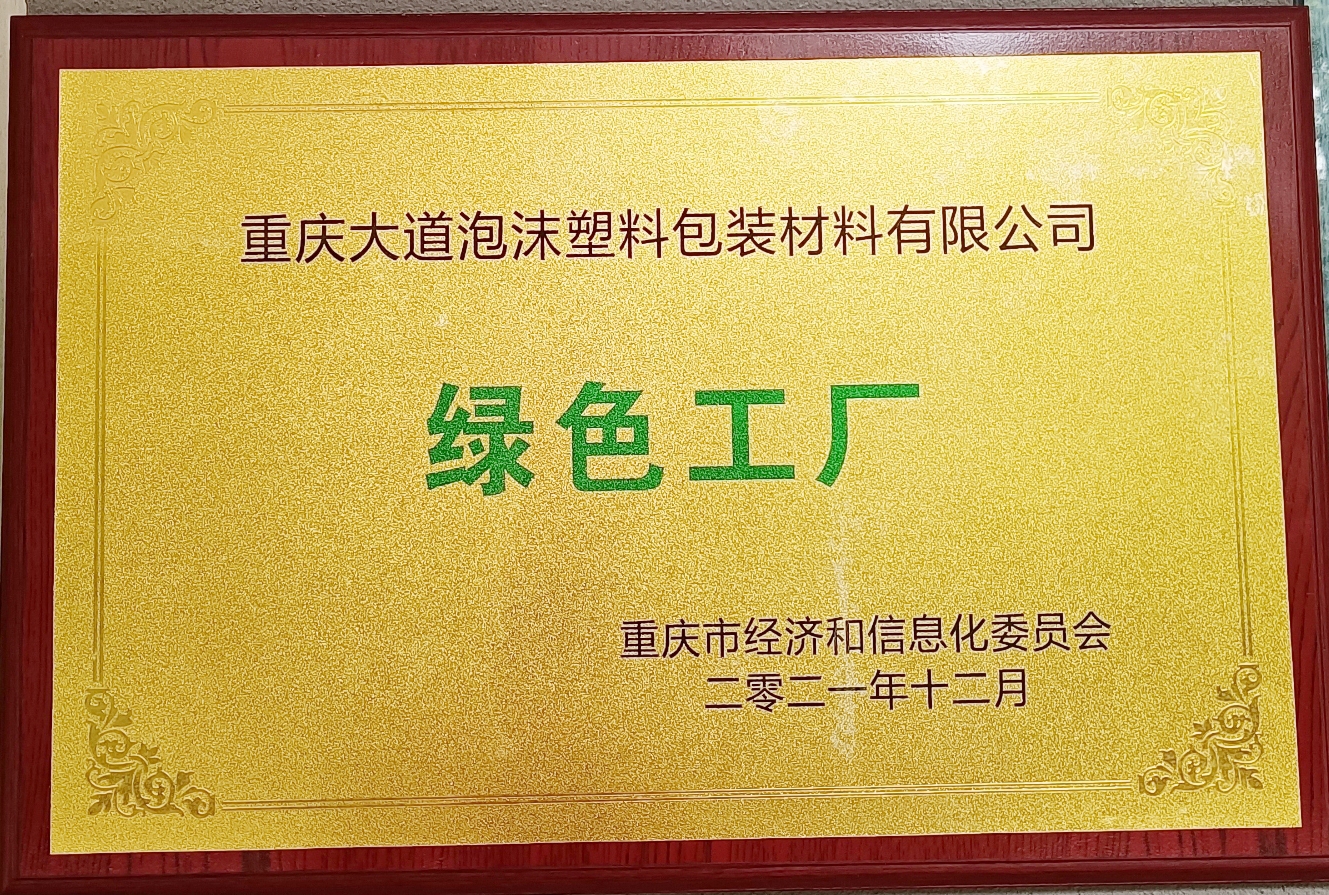 重庆大道泡沫塑料包装材料有限公司
绿色工厂
重庆市经济和信息化委员会
二零二一年十二月